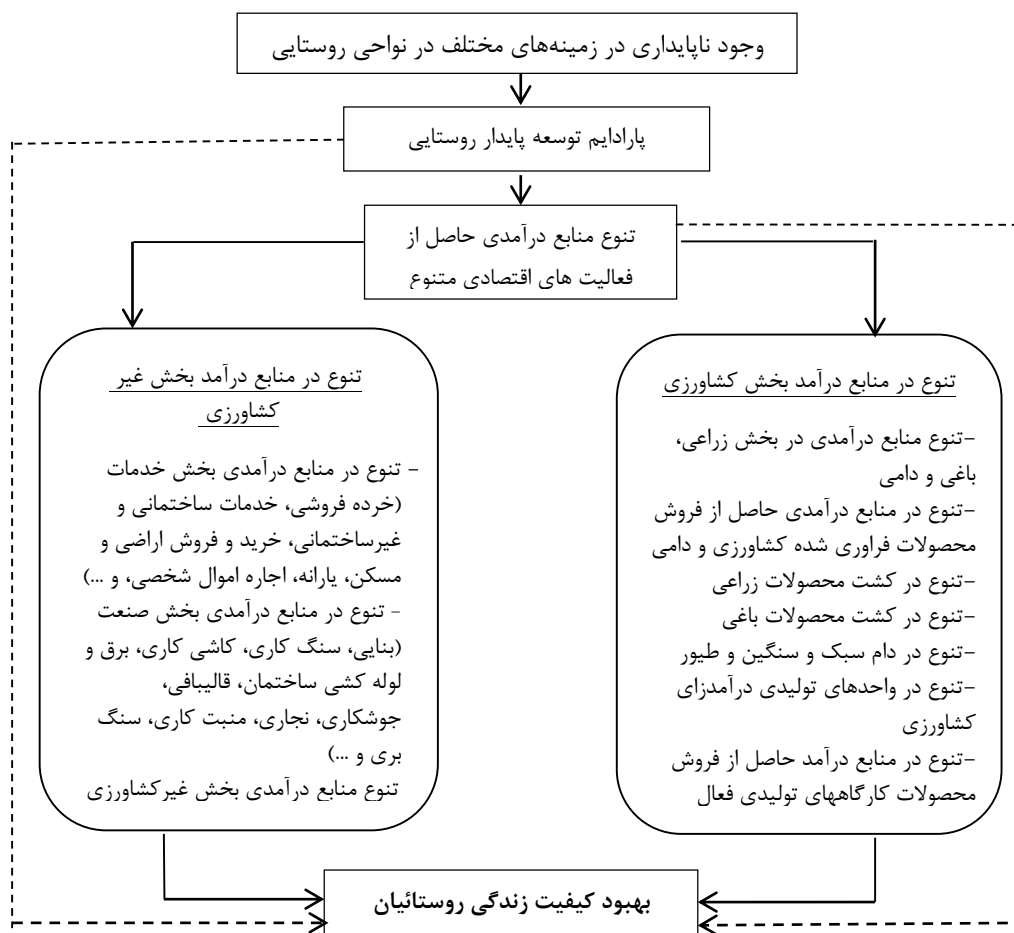 وجود ناپایداری در زمینه‌های مختلف در نواحی روستایی
پارادایم توسعه پایدار روستایی
تنوع منابع درآمدی حاصل از
فعالیت های اقتصادی متنوع
تنوع در منابع درآمد بخش کشاورزی
-تنوع منابع درآمدی در بخش زراعی،
باغی و دامی
-تنوع در منابع درآمدی حاصل از فروش
محصولات فراوری شده کشاورزی و دامی
-تنوع در کشت محصولات زراعی
-تنوع در کشت محصولات باغی
-تنوع در دام سبک و سنگین و طیور
-تنوع در واحدهای تولیدی درآمدزای
کشاورزی
-تنوع در منابع درآمد حاصل از فروش
محصولات کارگاههای تولیدی فعال
تنوع در منابع درآمد بخش غیر
کشاورزی
- تنوع در منابع درآمدی بخش خدمات
(خرده فروشی، خدمات ساختمانی و
غیرساختمانی، خرید و فروش اراضی و
مسکن، یارانه، اجاره اموال شخصی، و ...)
- تنوع در منابع درآمدی بخش صنعت
(بنایی، سنگ کاری، کاشی کاری، برق و
لوله کشی ساختمان، قالیبافی،
جوشکاری، نجاری، منبت کاری، سنگ
بری و ...)
تنوع منابع درآمدی بخش غیرکشاورزی
بهبود کیفیت زندگی روستائیان